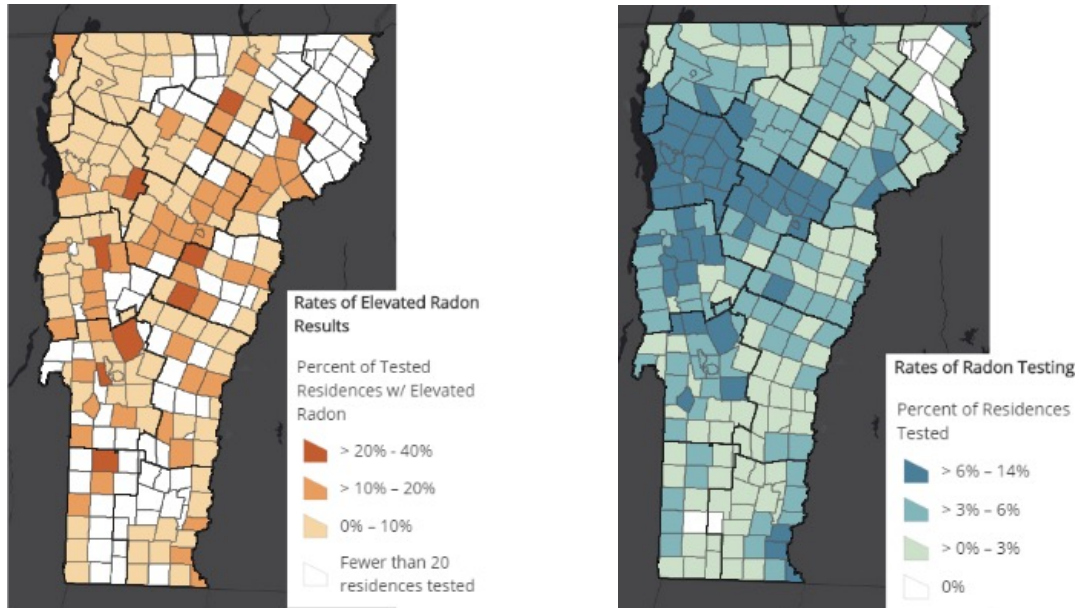 Rates of Elevated Radon
Results
Percent of Tested
Residences w/ Elevated
Radon
> 20% - 40%
> 10% – 20%
0% – 10%
Fewer than 20
residences tested
Rates of Radon Testing
Percent of Residences
Tested
> 6% – 14%
> 3% – 6%
> 0% – 3%
0%